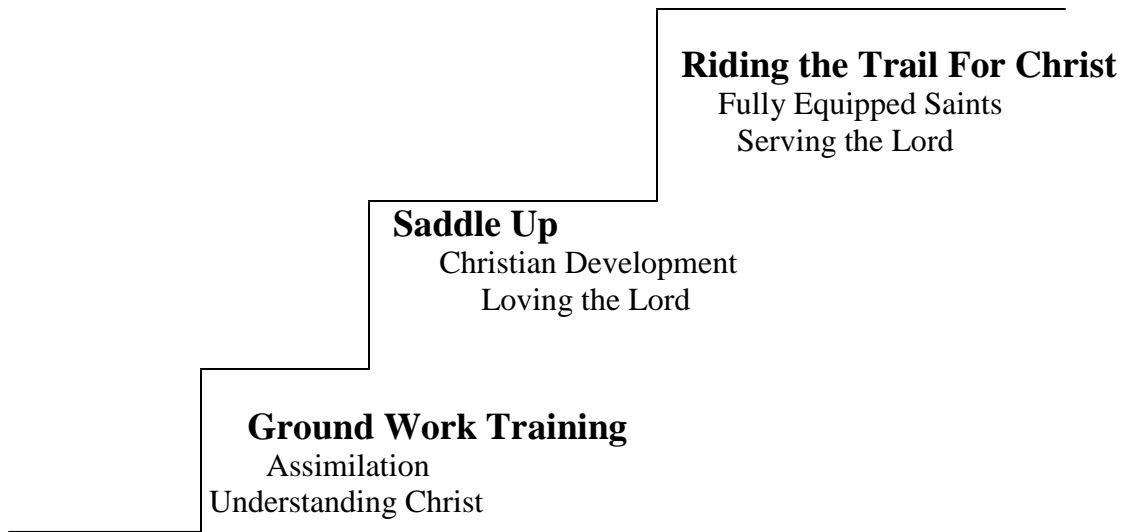 Riding the Trail For Christ
Fully Equipped Saints
Serving the Lord
Saddle Up
Christian Development
Loving the Lord
Ground Work Training
Assimilation
Understanding Christ